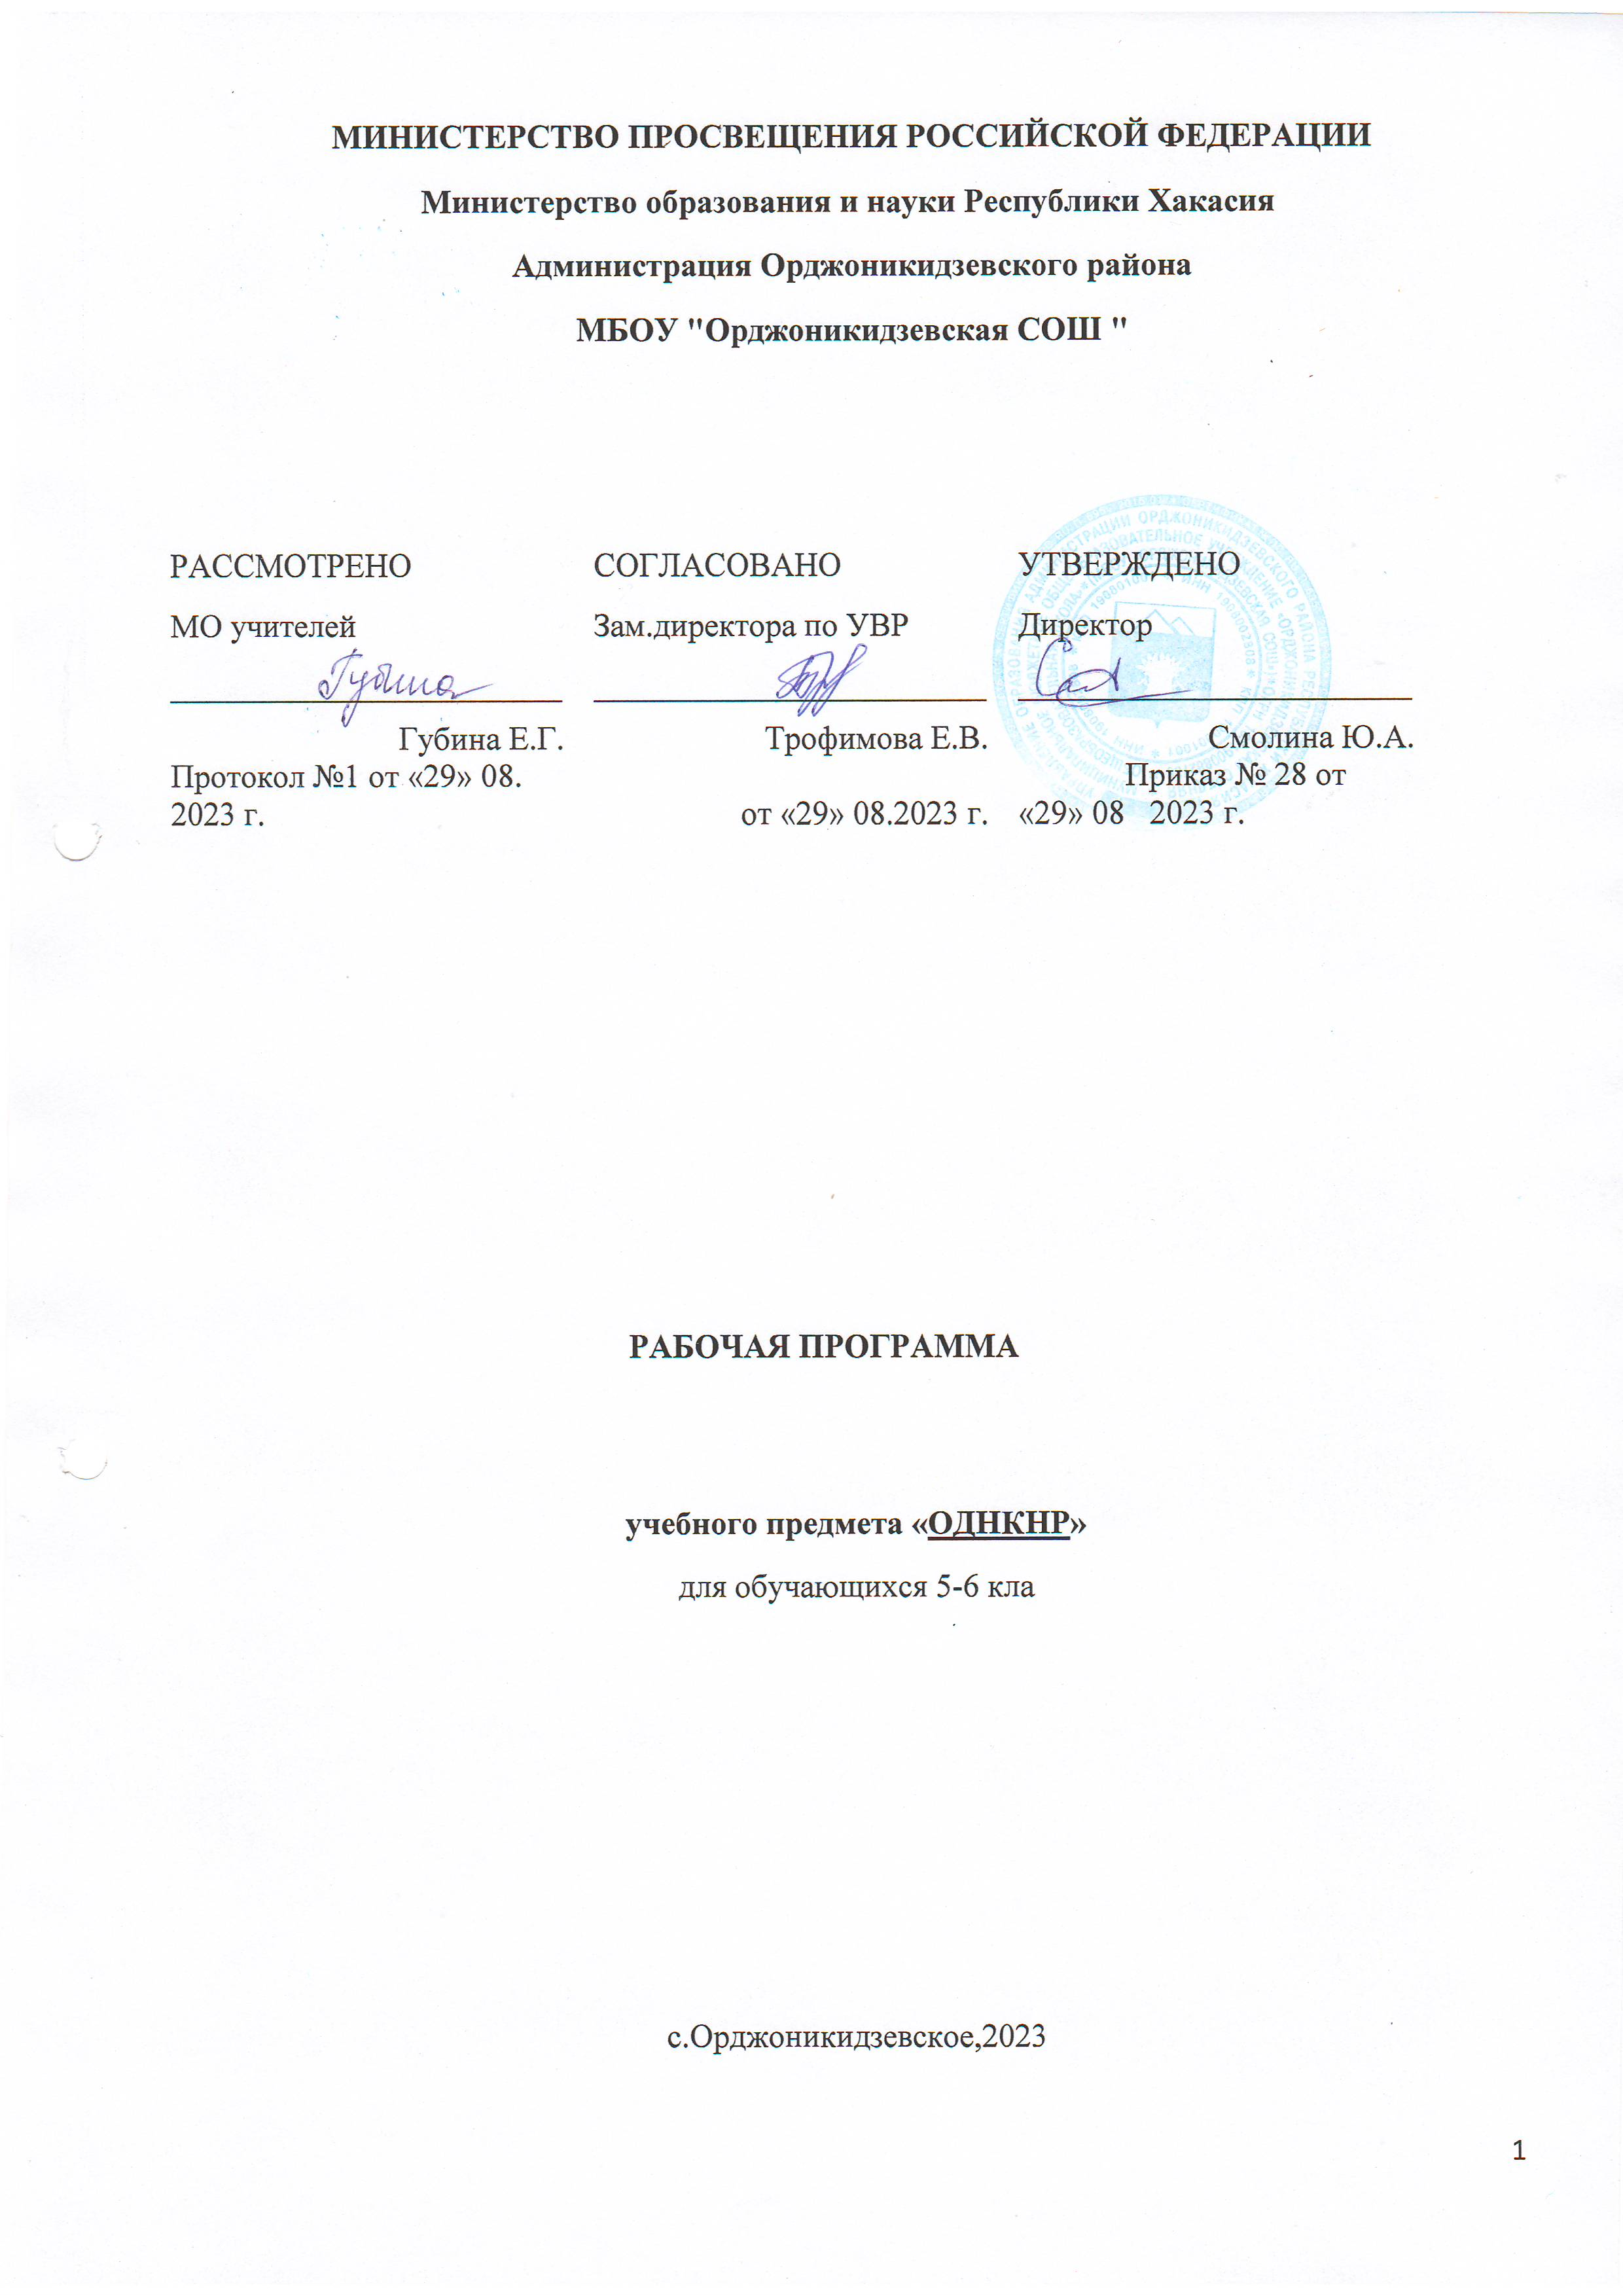 МИНИСТЕРСТВО ПРОСВЕЩЕНИЯ РОССИЙСКОЙ ФЕДЕРАЦИИ
Министерство образования и науки Республики Хакасия
Администрация Орджоникидзевского района
МБОУ "Орджоникидзевская СОШ "
РАССМОТРЕНО
МО учителей
Губина
Губина Е.Г.
Протокол №1 от «29» 08.
2023 г.
СОГЛАСОВАНО
Зам.директора по УВР
Трофимова Е.В.
от «29» 08.2023 г.
УТВЕРЖДЕНО
Директор
Смолина Ю.А.
Приказ № 28 от
«29» 08 2023 г.
РАБОЧАЯ ПРОГРАММА
учебного предмета «ОДНКНР»
для обучающихся 5-6 кла
с.Орджоникидзевское,2023
1